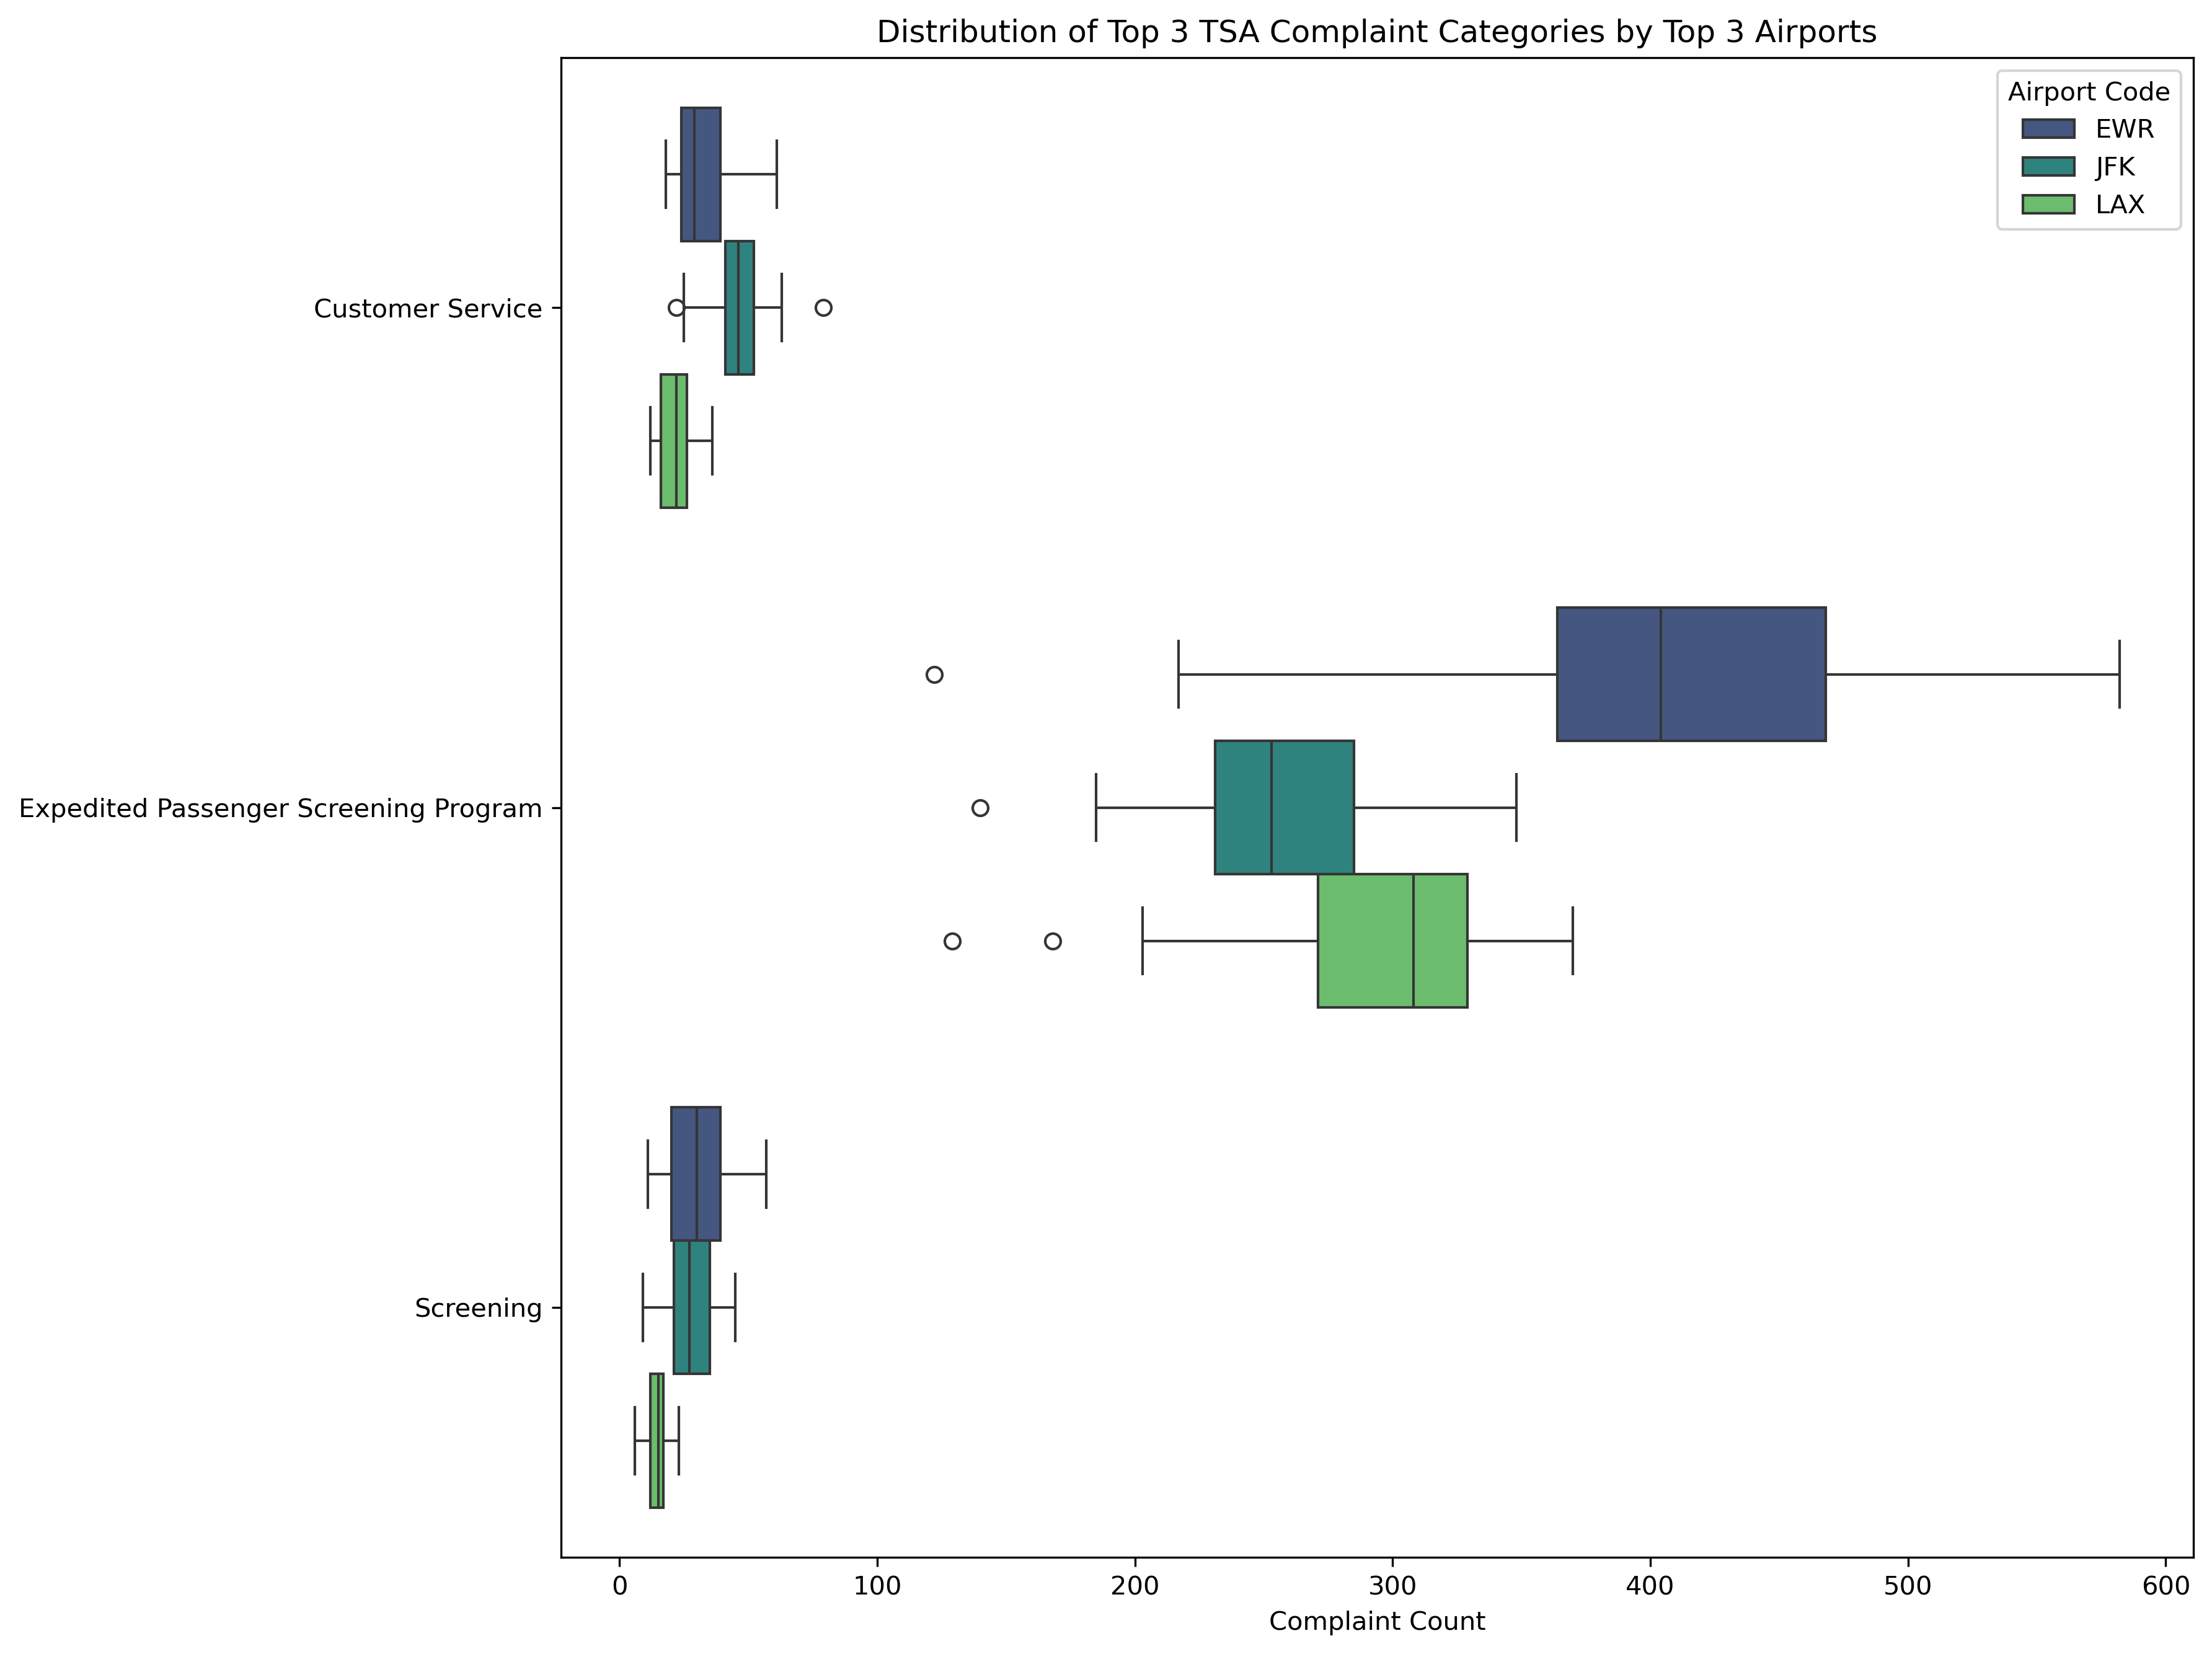 Distribution of Top 3 TSA Complaint Categories by Top 3 Airports
Airport Code
EWR
JFK
LAX
Customer Service
Expedited Passenger Screening Program
Screening
0 100 200 300 400 500 600
Complaint Count